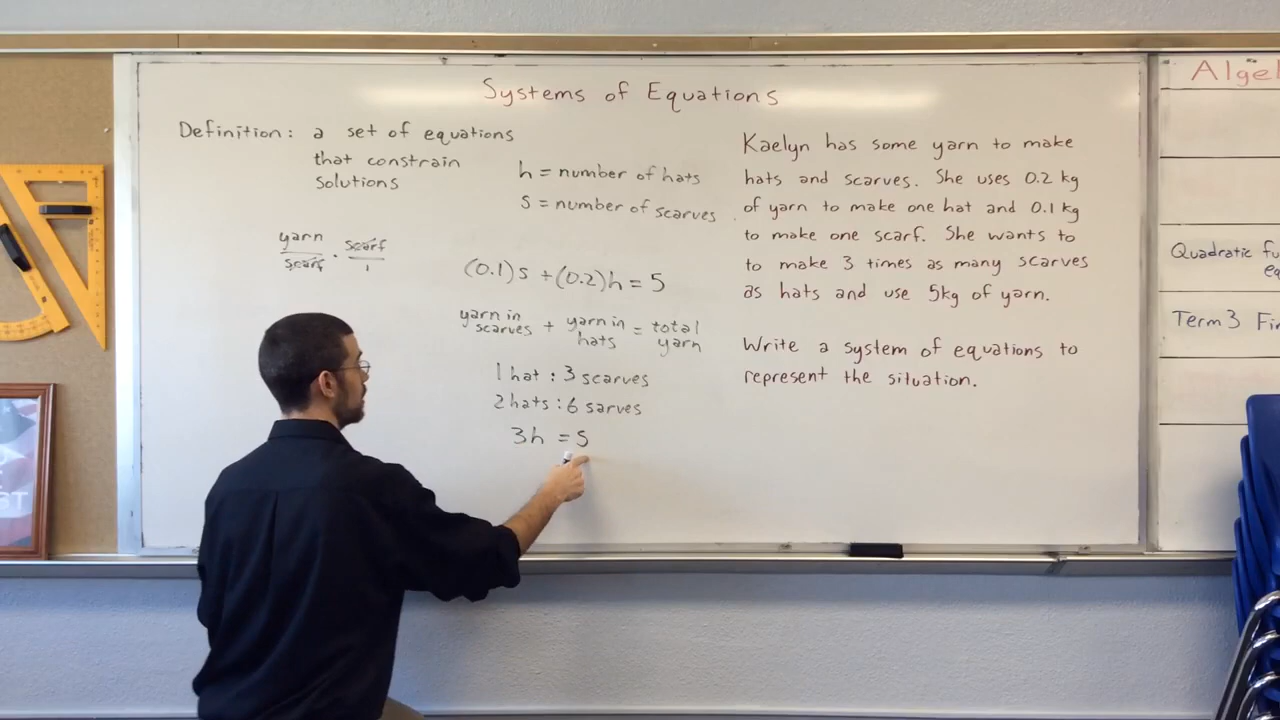 Systems of Equations
Definition: a set of equations
that constrain
solutions
h = number of hats
s = number of scarves
yarn/scarf · scarf/1
(0.1)s + (0.2)h = 5
yarn in scarves + yarn in hats = total yarn
1 hat : 3 scarves
2 hats : 6 sarves
3h = s
Kaelyn has some yarn to make
hats and scarves. She uses 0.2 kg
of yarn to make one hat and 0.1 kg
to make one scarf. She wants to
to make 3 times as many scarves
as hats and use 5kg of yarn.
Write a system of equations to
represent the situation.
Algel
Quadratic fu
eq
Term 3 Fin